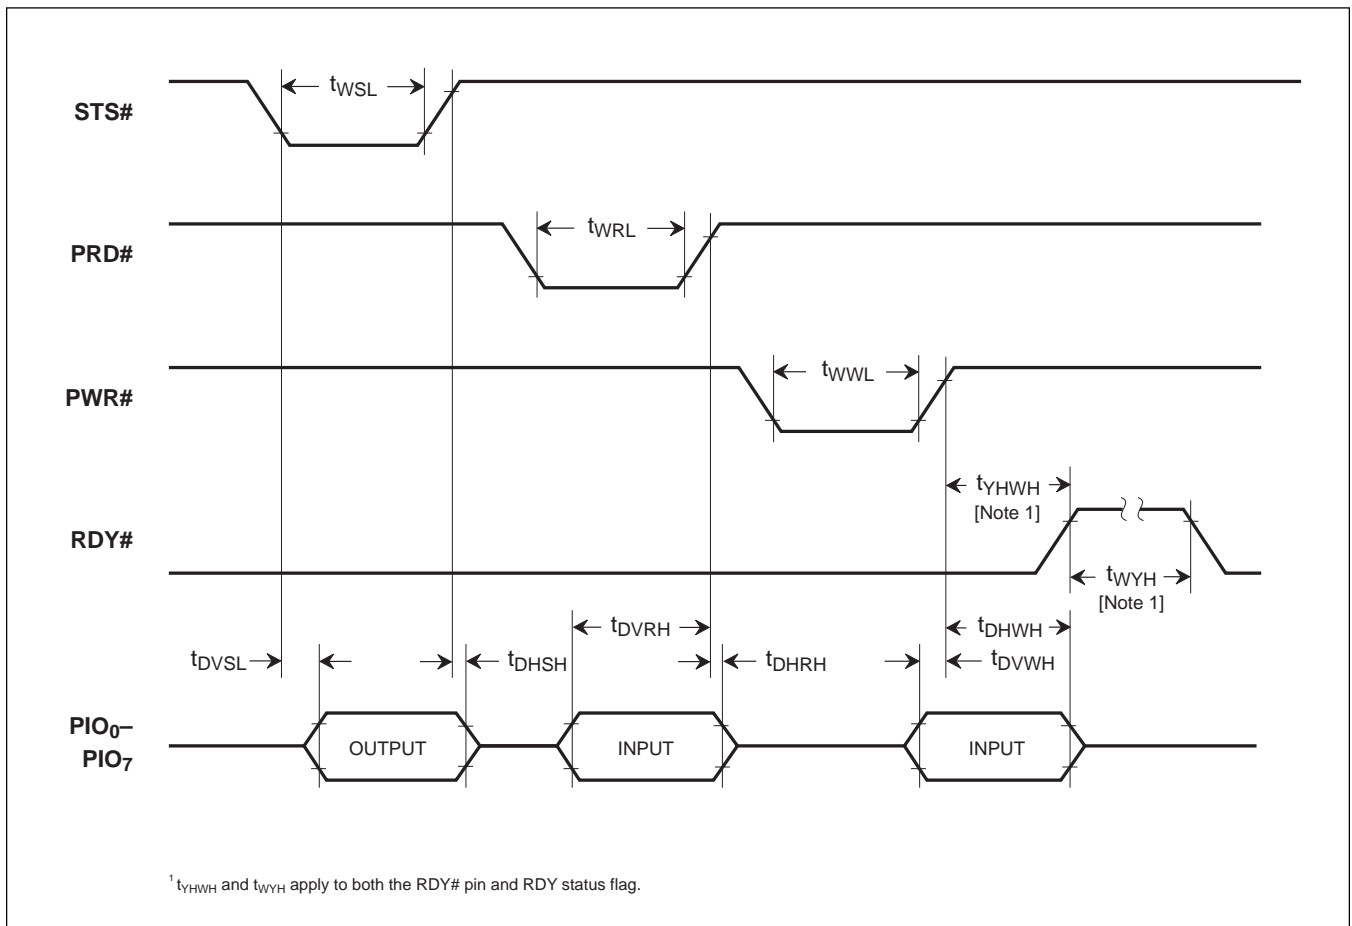 STS#
tWSL
PRD#
tWRL
PWR#
tWWL
RDY#
tYHWH
[Note 1]
tWYH
[Note 1]
tDVRH
tDHWH
tDVSL
tDHSH
tDHRH
tDVWH
PIO0–
PIO7
OUTPUT
INPUT
INPUT
1 tYHWH and tWYH apply to both the RDY# pin and RDY status flag.